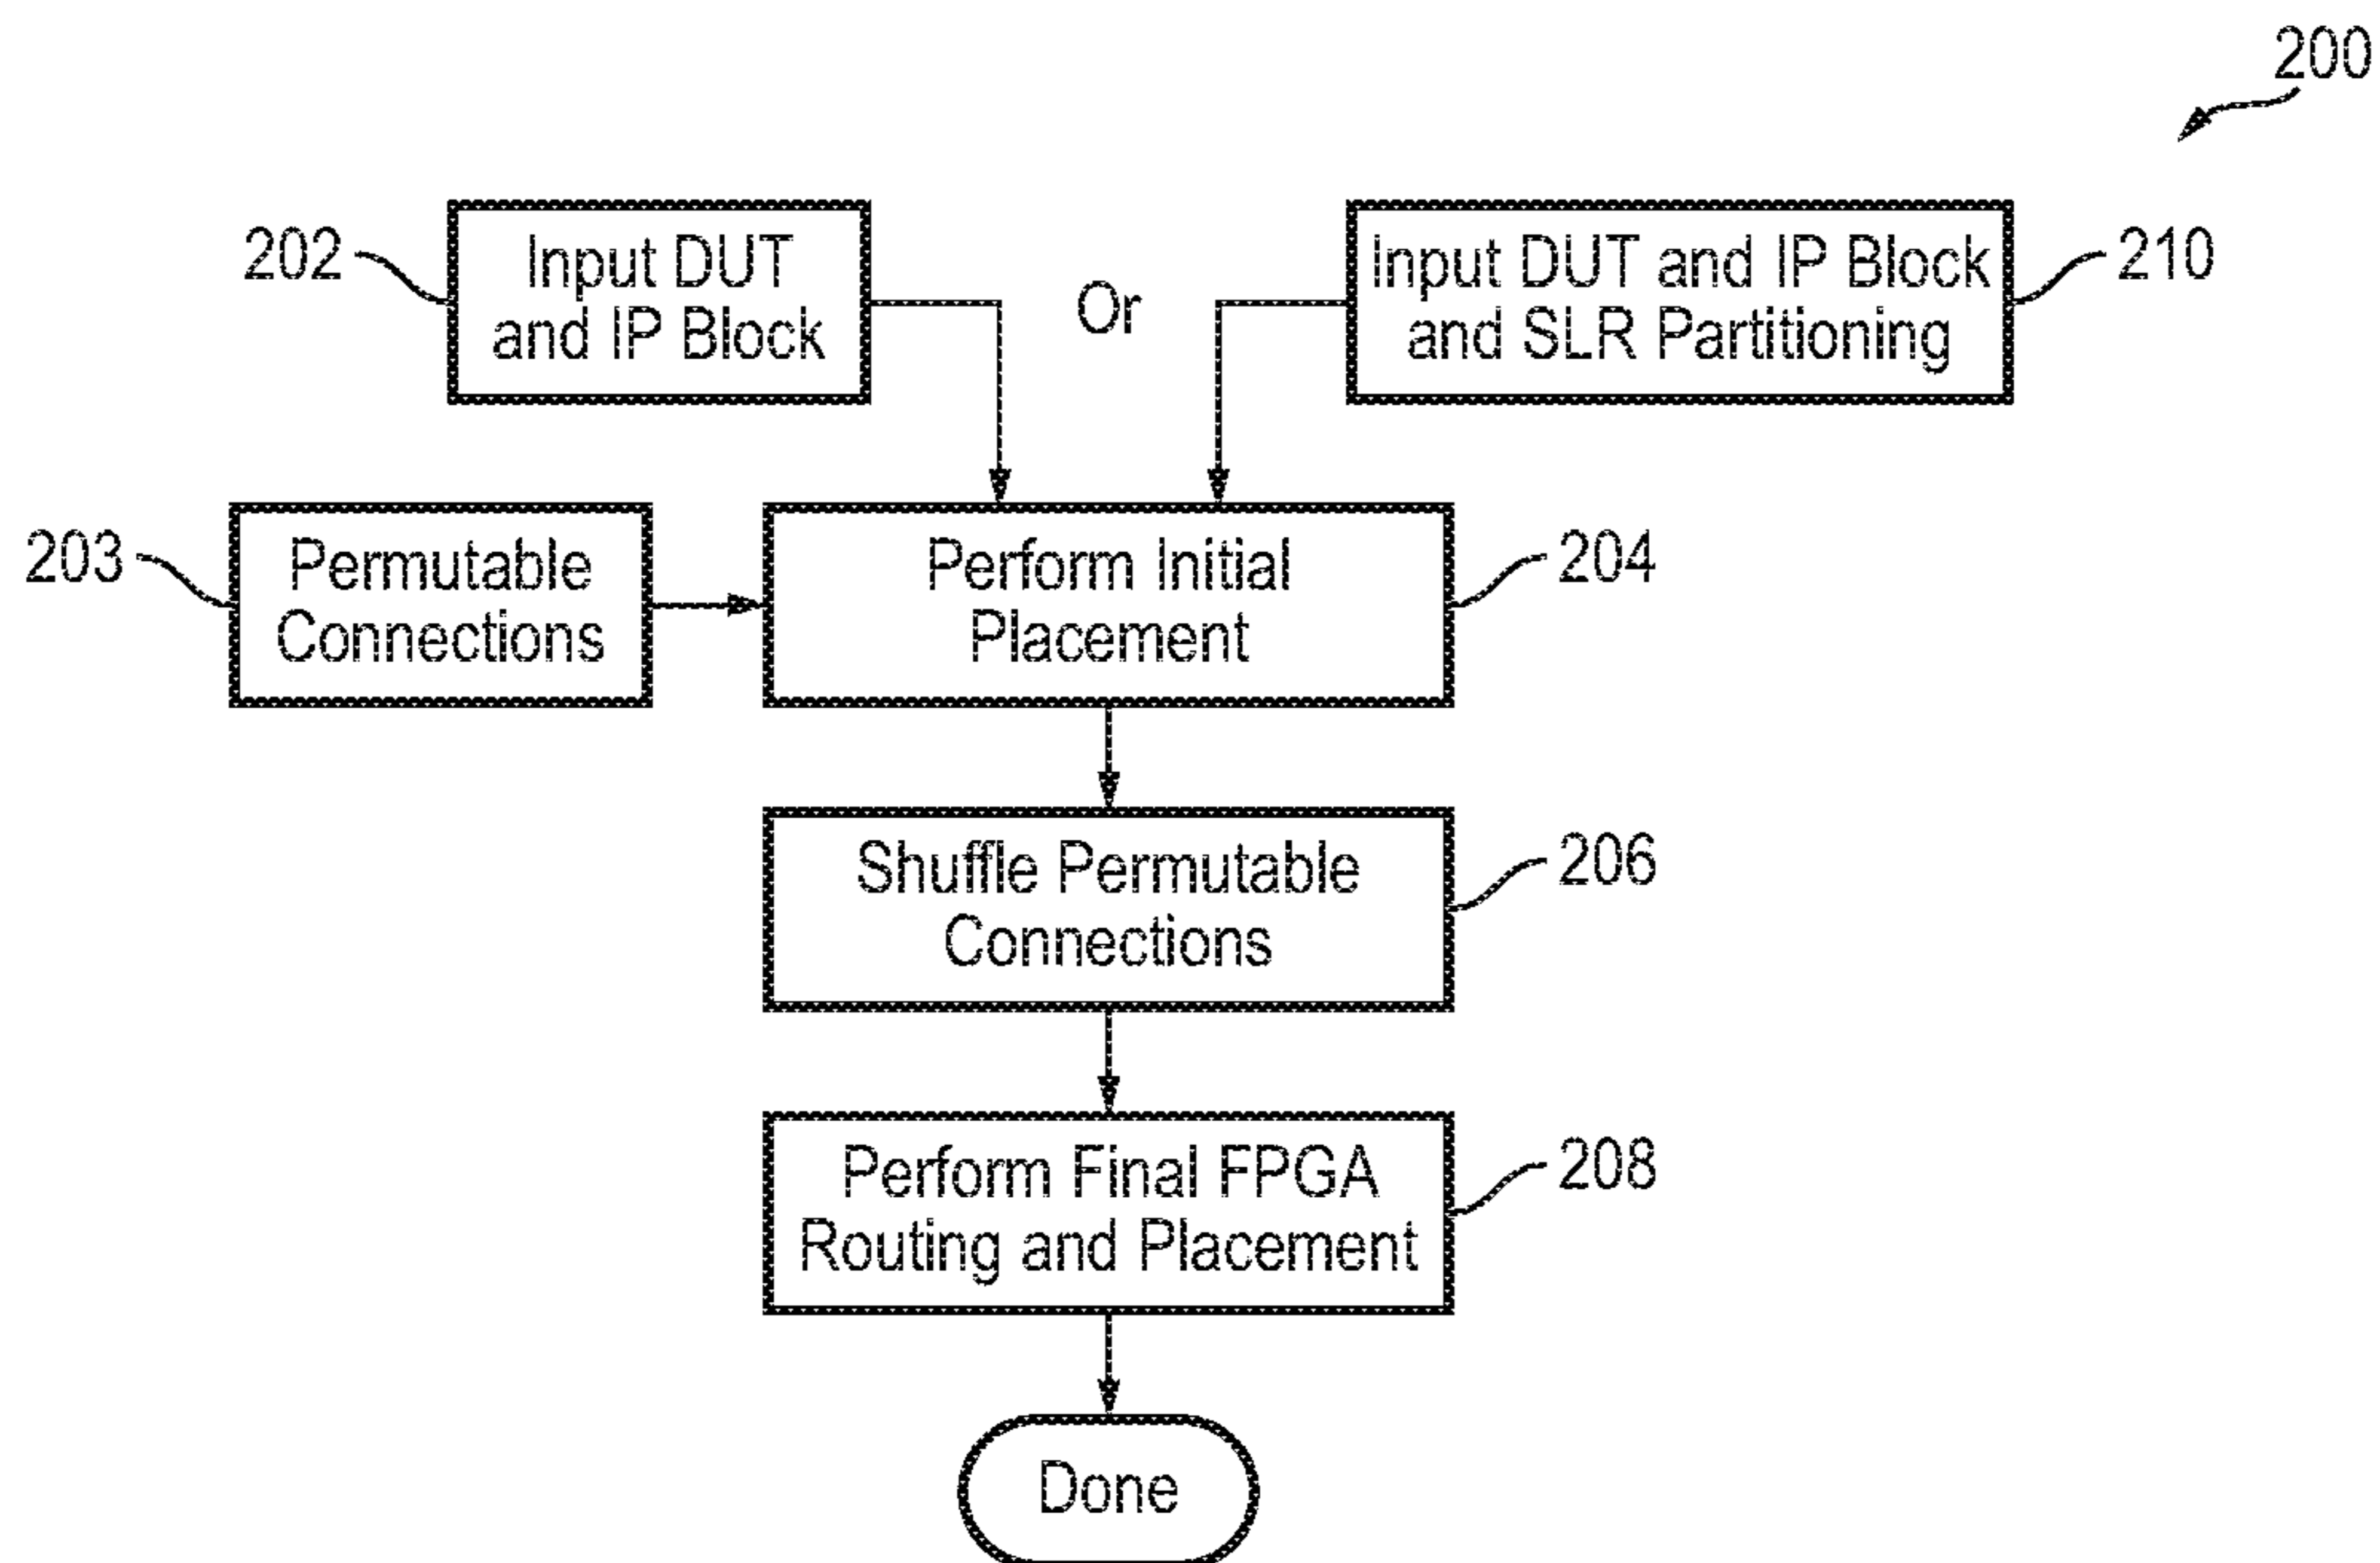 200
202
Input DUT
and IP Block
Or
Input DUT and IP Block
and SLR Partitioning
210
203
Permutable
Connections
Perform Initial
Placement
204
Shuffle Permutable
Connections
206
Perform Final FPGA
Routing and Placement
208
Done